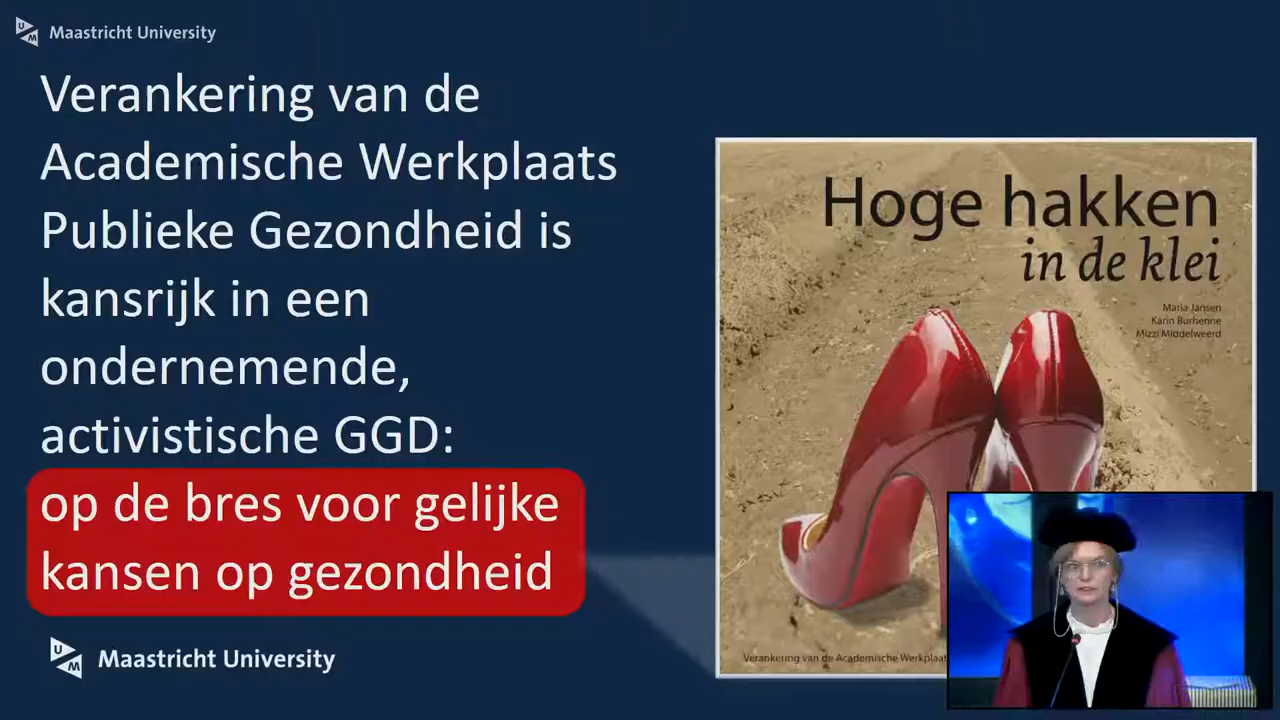 Maastricht University
Verankering van de
Academische Werkplaats
Publieke Gezondheid is
kansrijk in een
ondernemende,
activistische GGD:
op de bres voor gelijke
kansen op gezondheid
UM Maastricht University
Hoge hakken
in de klei
Maria Jansen
Karin Burhenne
Mizzi Middelweerd
Verankering van de Academische Werkplaat